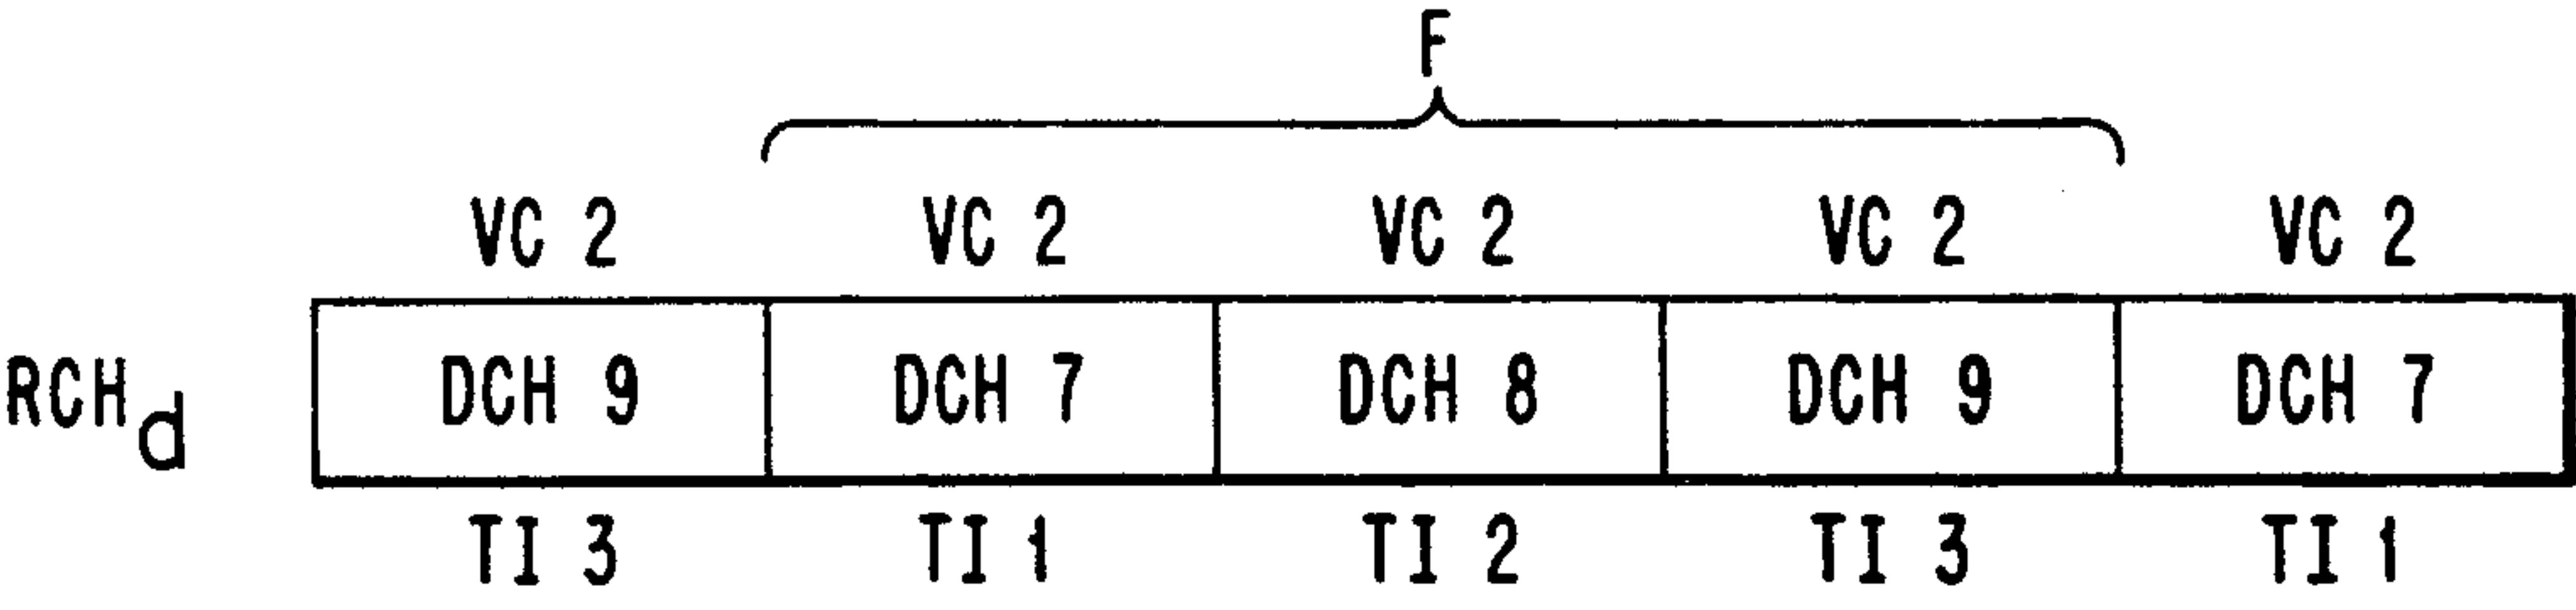 F
VC 2 VC 2 VC 2 VC 2 VC 2
RCHd DCH 9 DCH 7 DCH 8 DCH 9 DCH 7
TI 3 TI 1 TI 2 TI 3 TI 1